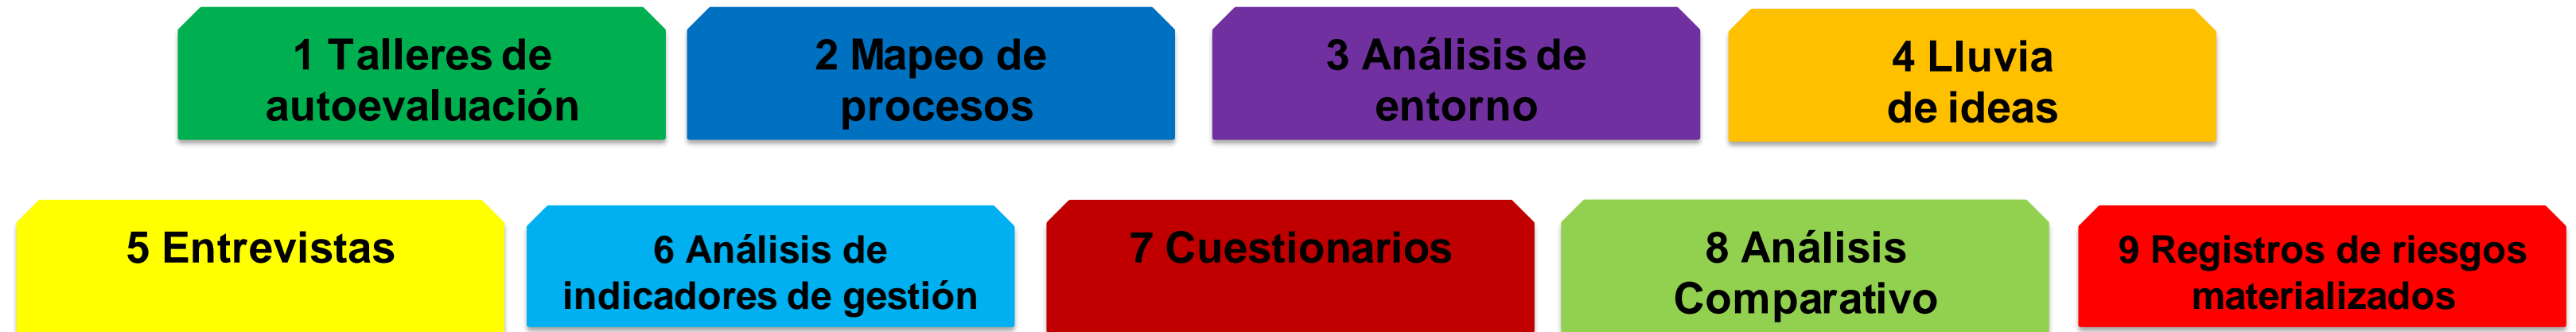 1 Talleres de
autoevaluación
2 Mapeo de
procesos
3 Análisis de
entorno
4 Lluvia
de ideas
5 Entrevistas
6 Análisis de
indicadores de gestión
7 Cuestionarios
8 Análisis
Comparativo
9 Registros de riesgos
materializados